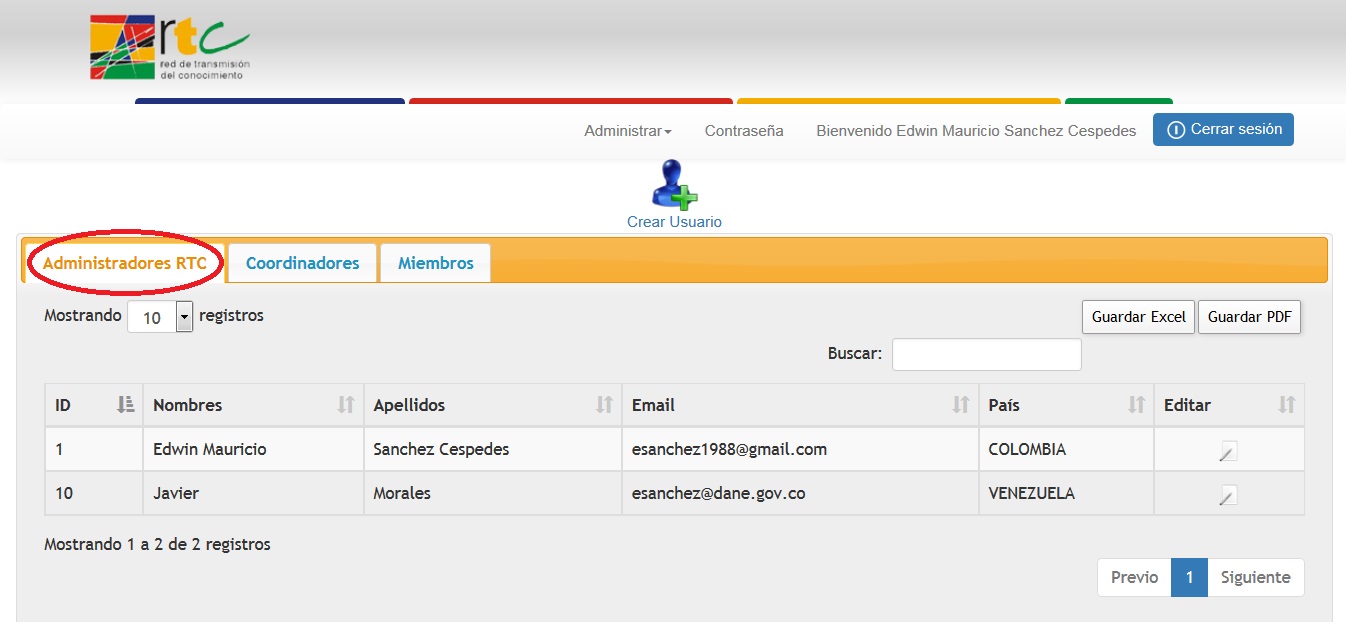 rtc
red de transmisión
del conocimiento
Administrar Contraseña Bienvenido Edwin Mauricio Sanchez Cespedes Cerrar sesión
Crear Usuario
Administradores RTC Coordinadores Miembros
Mostrando 10 registros Guardar Excel Guardar PDF
Buscar:
ID Nombres Apellidos Email País Editar
1 Edwin Mauricio Sanchez Cespedes esanchez1988@gmail.com COLOMBIA
10 Javier Morales esanchez@dane.gov.co VENEZUELA
Mostrando 1 a 2 de 2 registros
Previo 1 Siguiente